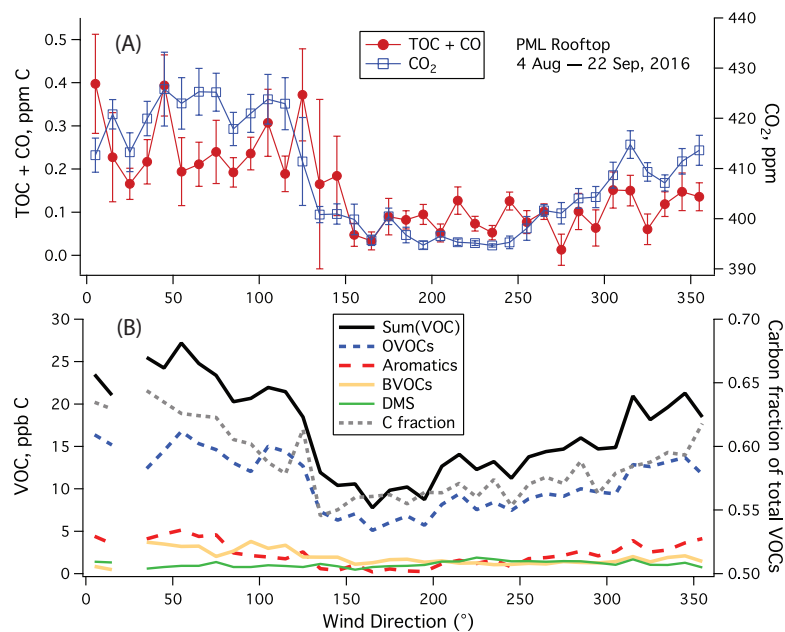 (A)
TOC + CO
CO2
PML Rooftop
4 Aug — 22 Sep, 2016
TOC + CO, ppm C
0.5
0.4
0.3
0.2
0.1
0.0
CO2, ppm
440
430
420
410
400
390
0 50 100 150 200 250 300 350
(B)
Sum(VOC)
OVOCs
Aromatics
BVOCs
DMS
C fraction
VOC, ppb C
30
25
20
15
10
5
0
Carbon fraction of
total VOCs
0.70
0.65
0.60
0.55
0.50
0 50 100 150 200 250 300 350
Wind Direction (°)